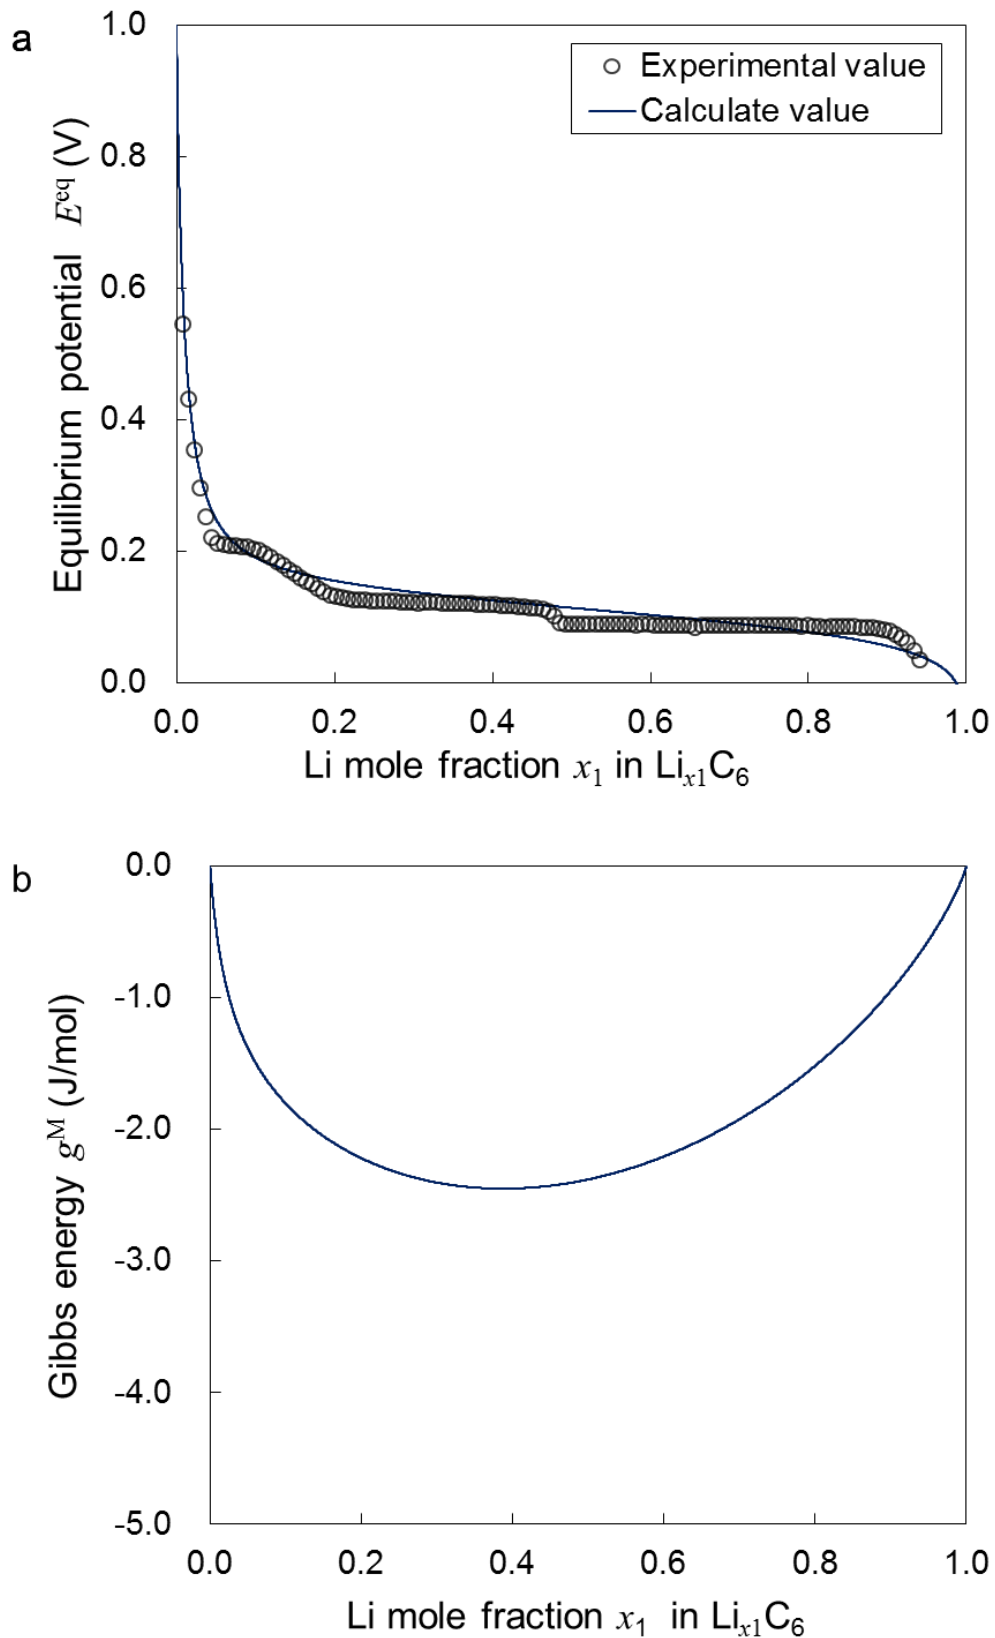 a
1.0
0.8
0.6
0.4
0.2
0.0
Equilibrium potential E^eq (V)
Experimental value
Calculate value
0.0 0.2 0.4 0.6 0.8 1.0
Li mole fraction x₁ in Liₓ₁C₆
b
0.0
-1.0
-2.0
-3.0
-4.0
-5.0
Gibbs energy g^M (J/mol)
0.0 0.2 0.4 0.6 0.8 1.0
Li mole fraction x₁ in Liₓ₁C₆